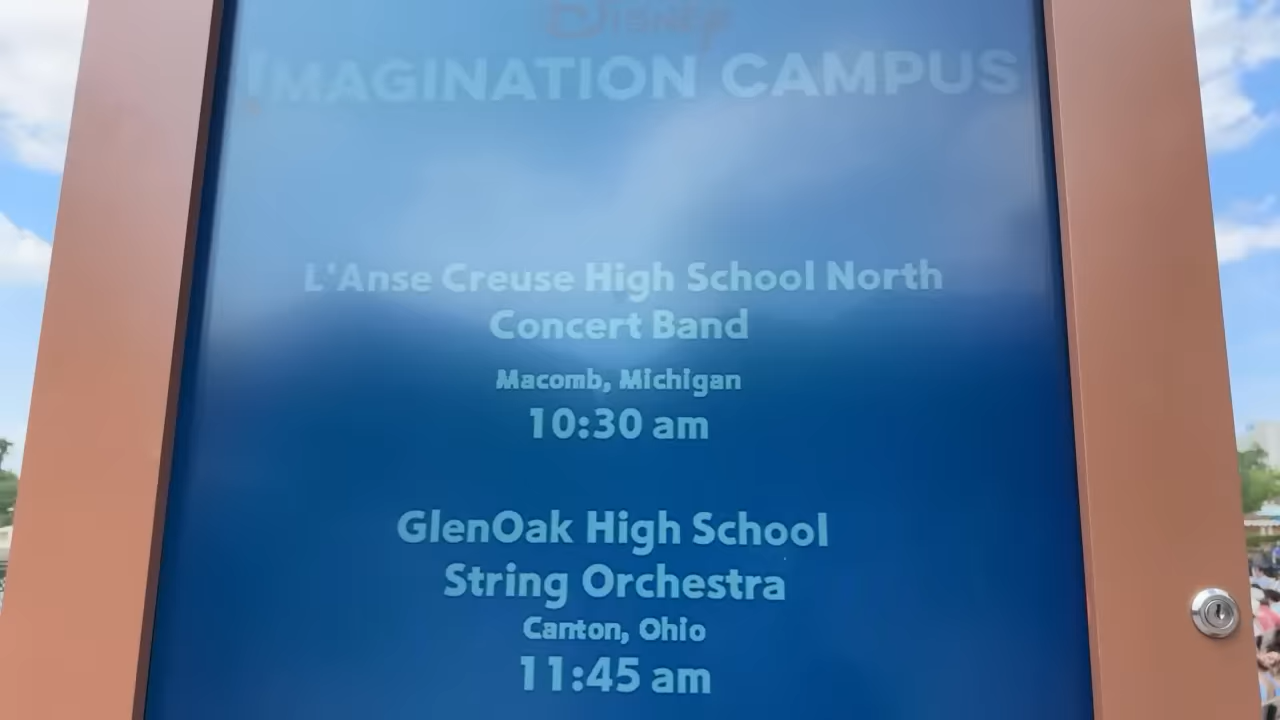 Disney
IMAGINATION CAMPUS
L'Anse Creuse High School North
Concert Band
Macomb, Michigan
10:30 am
GlenOak High School
String Orchestra
Canton, Ohio
11:45 am